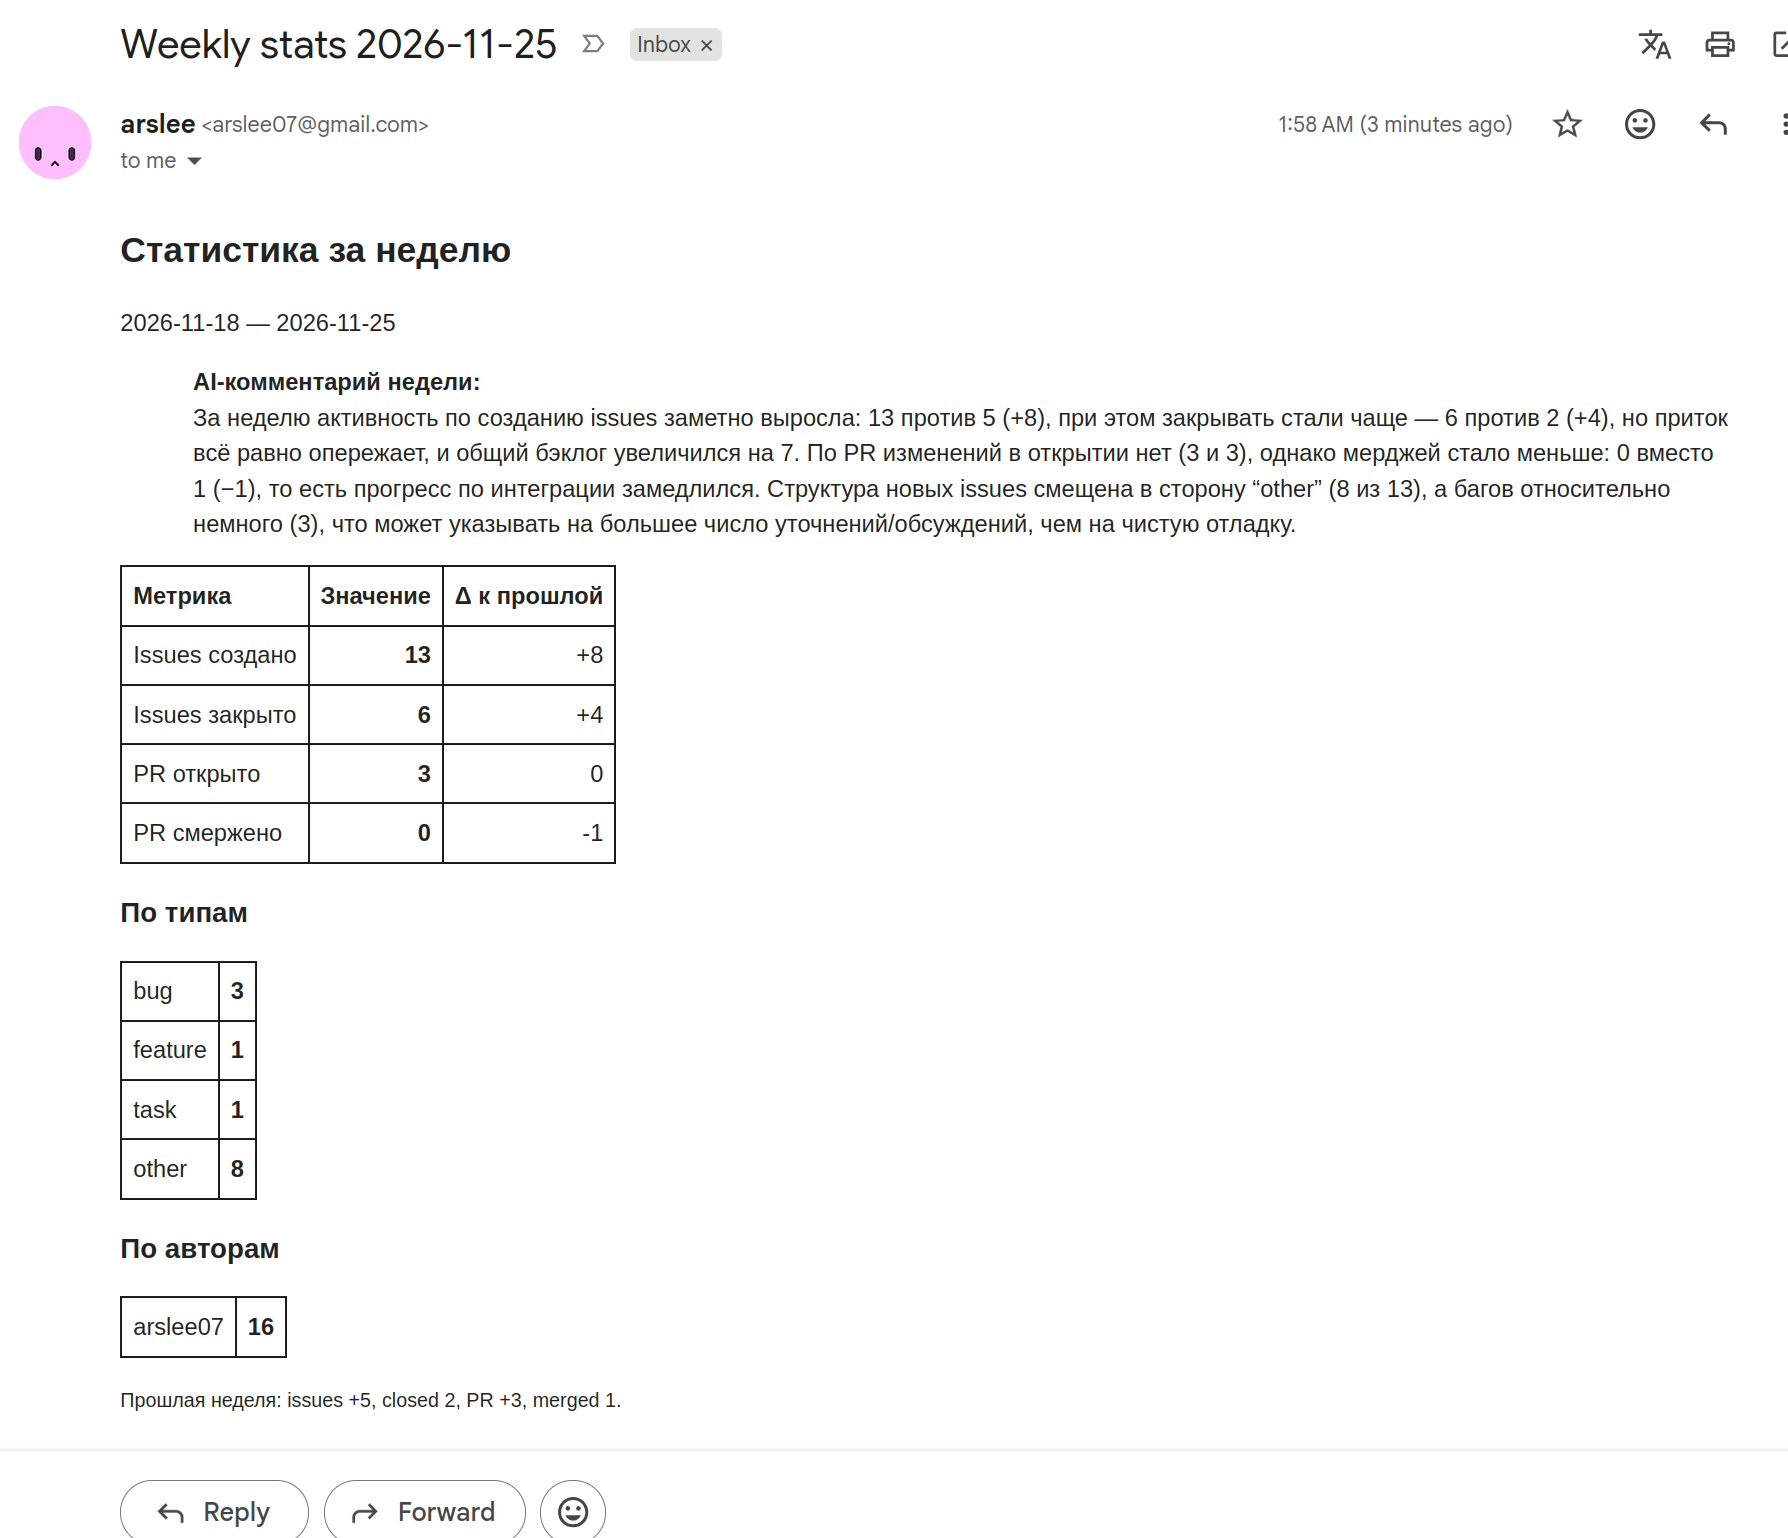 Weekly stats 2026-11-25 Inbox ×
arslee <arslee07@gmail.com> 1:58 AM (3 minutes ago)
to me
Статистика за неделю
2026-11-18 — 2026-11-25
AI-комментарий недели:
За неделю активность по созданию issues заметно выросла: 13 против 5 (+8), при этом закрывать стали чаще — 6 против 2 (+4), но приток
всё равно опережает, и общий бэклог увеличился на 7. По PR изменений в открытии нет (3 и 3), однако мерджей стало меньше: 0 вместо
1 (−1), то есть прогресс по интеграции замедлился. Структура новых issues смещена в сторону “other” (8 из 13), а багов относительно
немного (3), что может указывать на большее число уточнений/обсуждений, чем на чистую отладку.
Метрика Значение Δ к прошлой
Issues создано 13 +8
Issues закрыто 6 +4
PR открыто 3 0
PR смержено 0 -1
По типам
bug 3
feature 1
task 1
other 8
По авторам
arslee07 16
Прошлая неделя: issues +5, closed 2, PR +3, merged 1.
Reply Forward